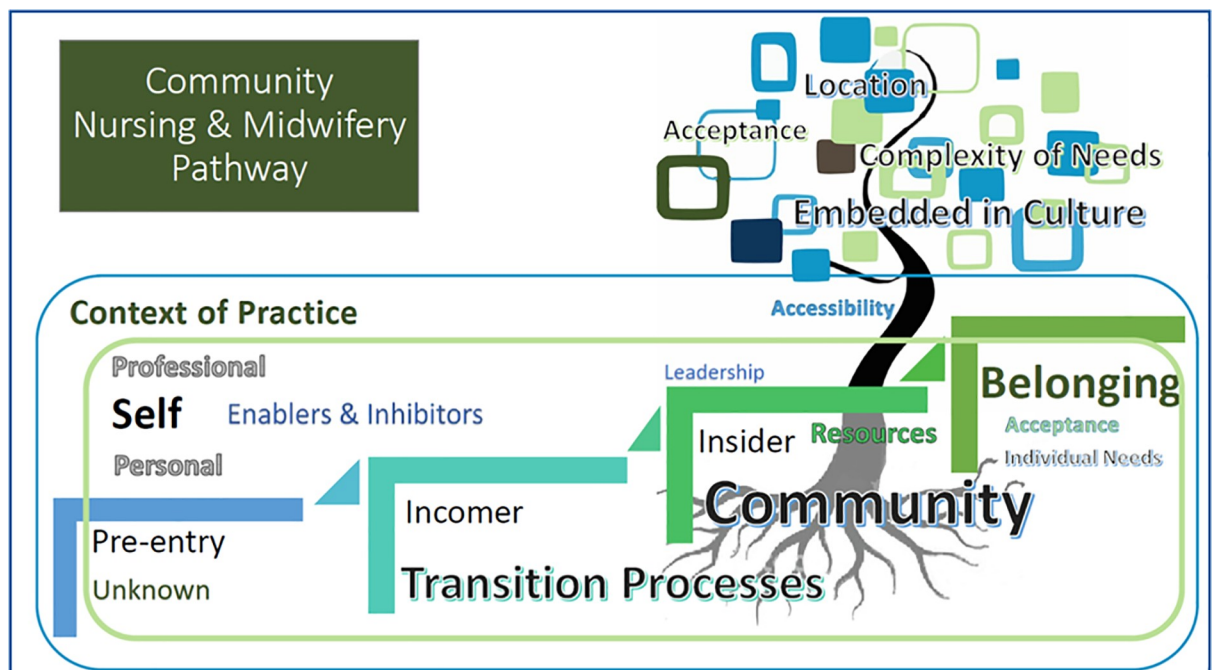 Community
Nursing & Midwifery
Pathway
Location
Acceptance
Complexity of Needs
Embedded in Culture
Accessibility
Context of Practice
Professional
Self
Enablers & Inhibitors
Personal
Leadership
Belonging
Acceptance
Individual Needs
Insider
Resources
Community
Incomer
Transition Processes
Pre-entry
Unknown